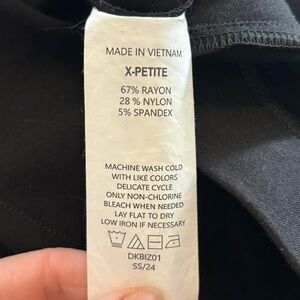 MADE IN VIETNAM
X-PETITE
67% RAYON
28 % NYLON
5% SPANDEX
MACHINE WASH COLD
WITH LIKE COLORS
DELICATE CYCLE
ONLY NON-CHLORINE
BLEACH WHEN NEEDED
LAY FLAT TO DRY
LOW IRON IF NECESSARY
DKBIZ01
SS/24